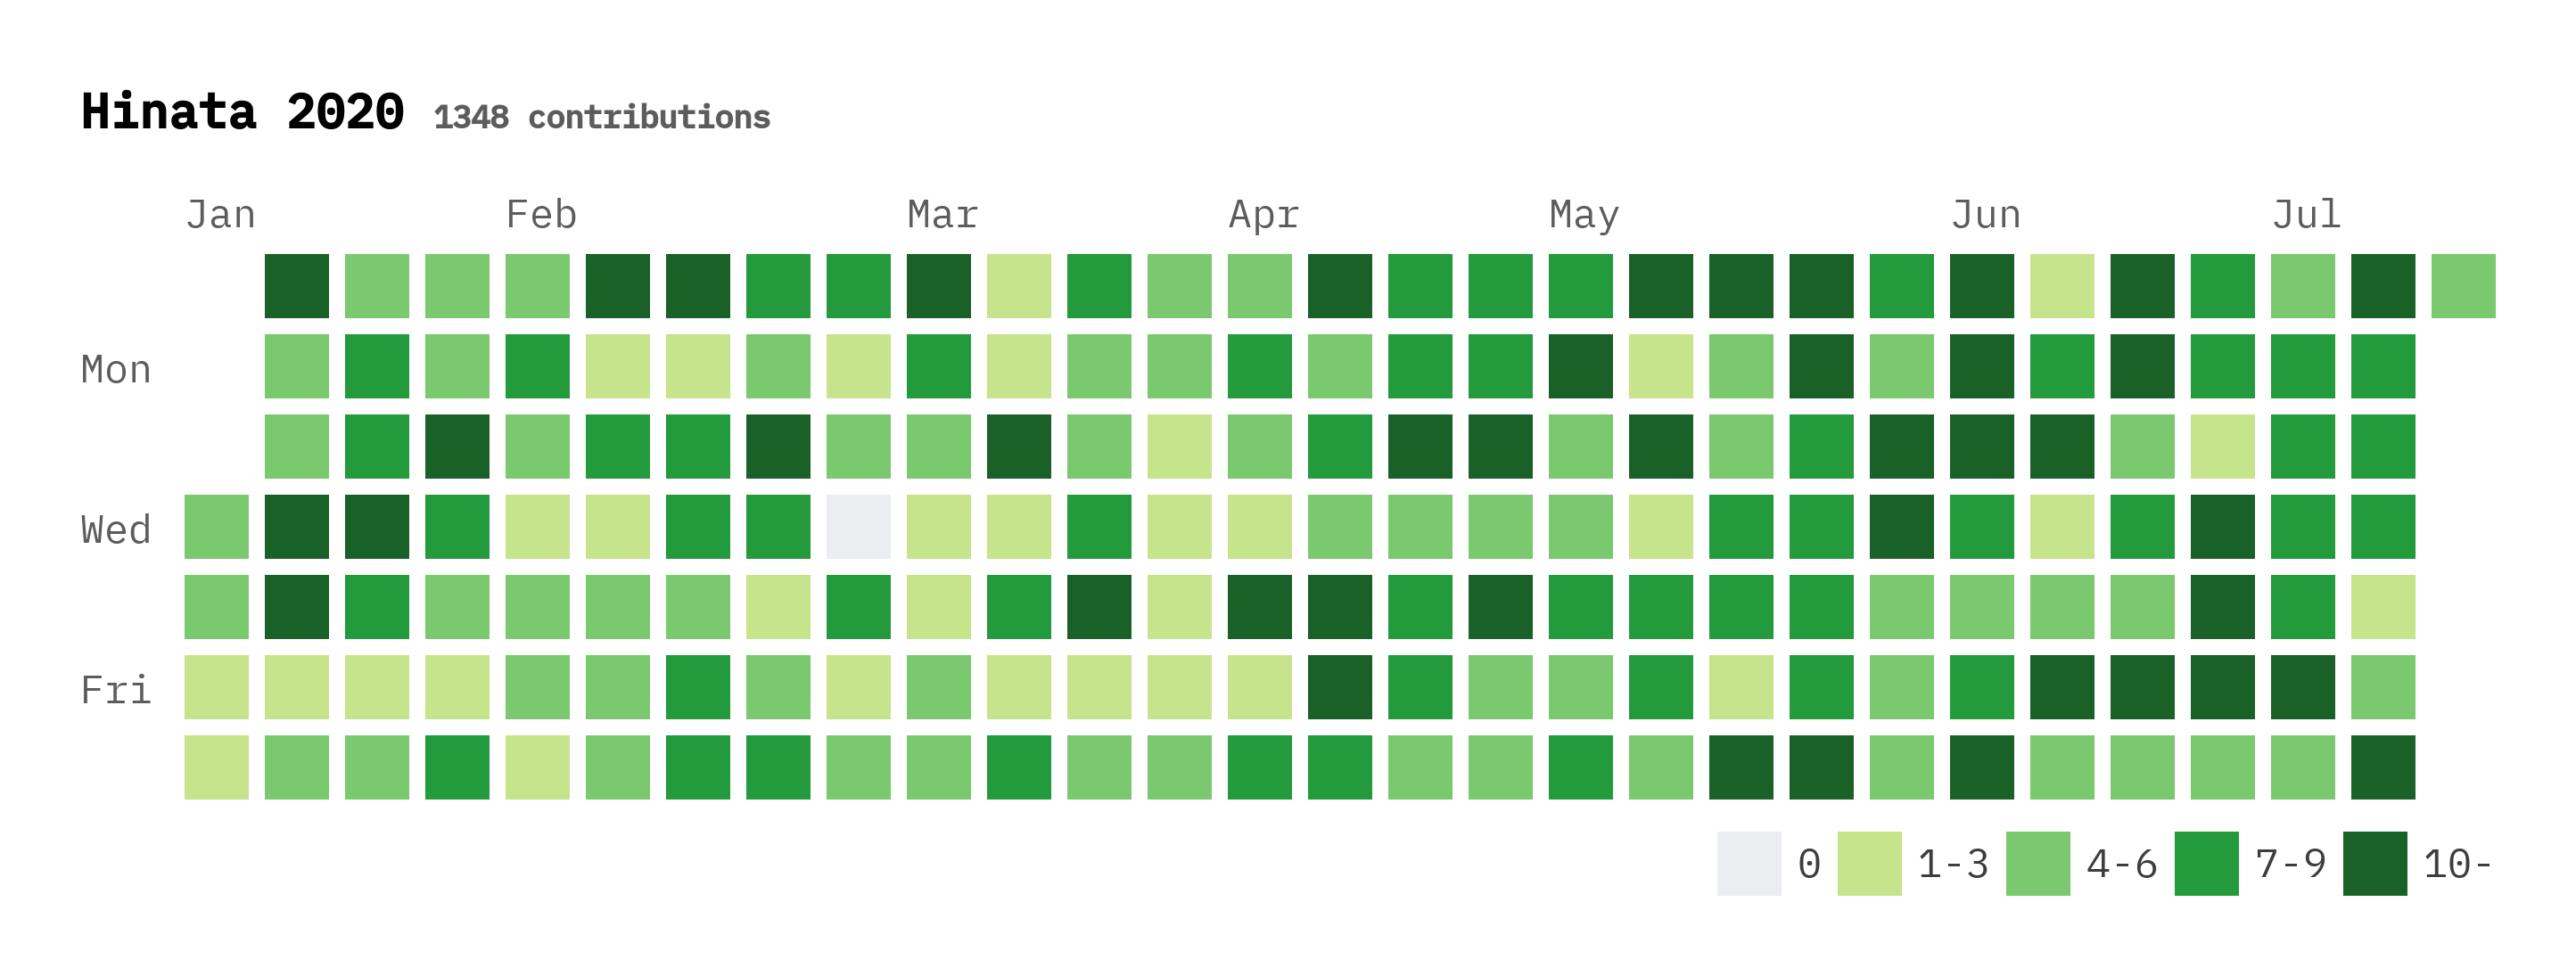 Hinata 2020 1348 contributions
Jan Feb Mar Apr May Jun Jul
Mon
Wed
Fri
0 1-3 4-6 7-9 10-